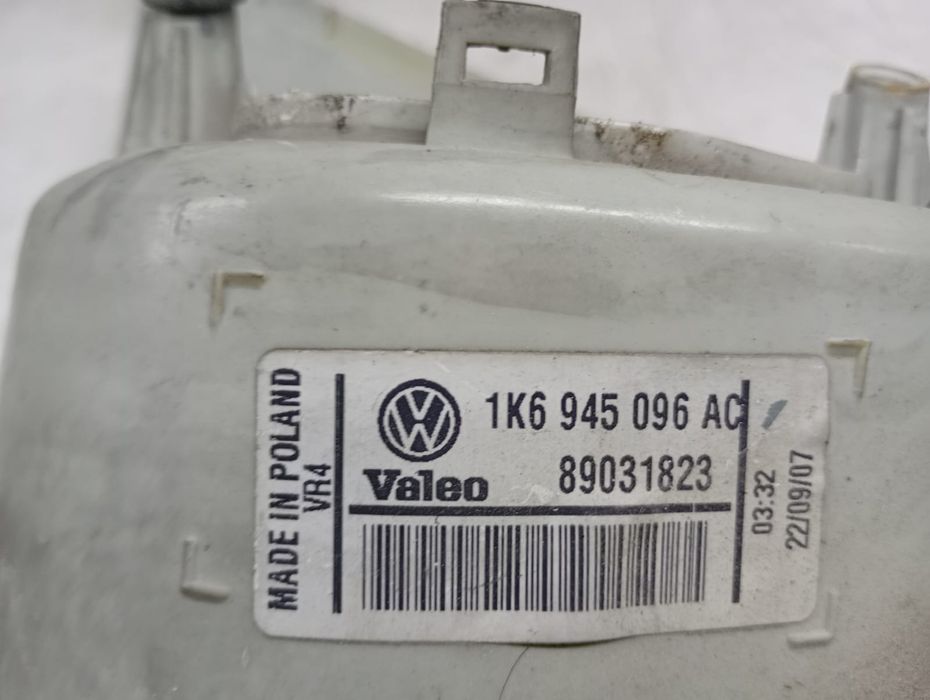 MADE IN POLAND
VR4
1K6 945 096 AC
Valeo
89031823
03:32
22/09/07